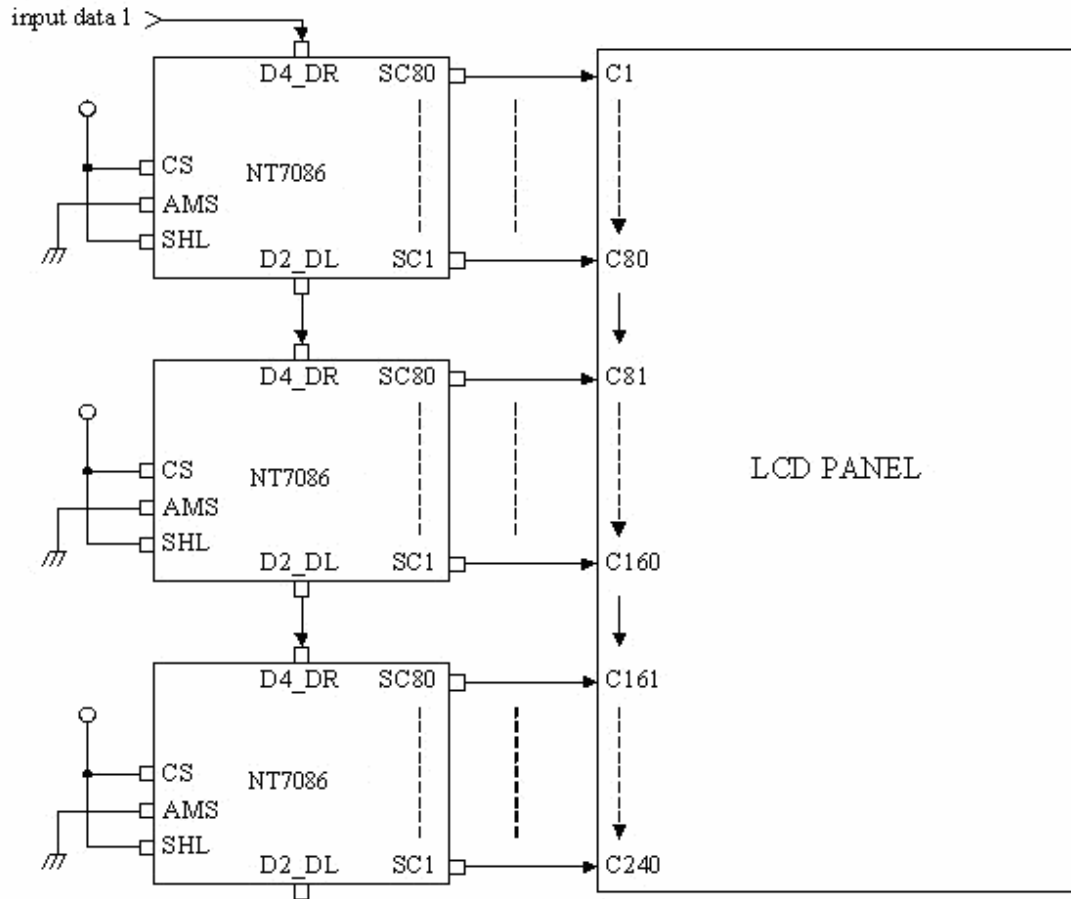 input data 1
D4_DR SC80 C1
CS NT7086
AMS
SHL
D2_DL SC1 C80
D4_DR SC80 C81
CS NT7086 LCD PANEL
AMS
SHL
D2_DL SC1 C160
D4_DR SC80 C161
CS NT7086
AMS
SHL
D2_DL SC1 C240